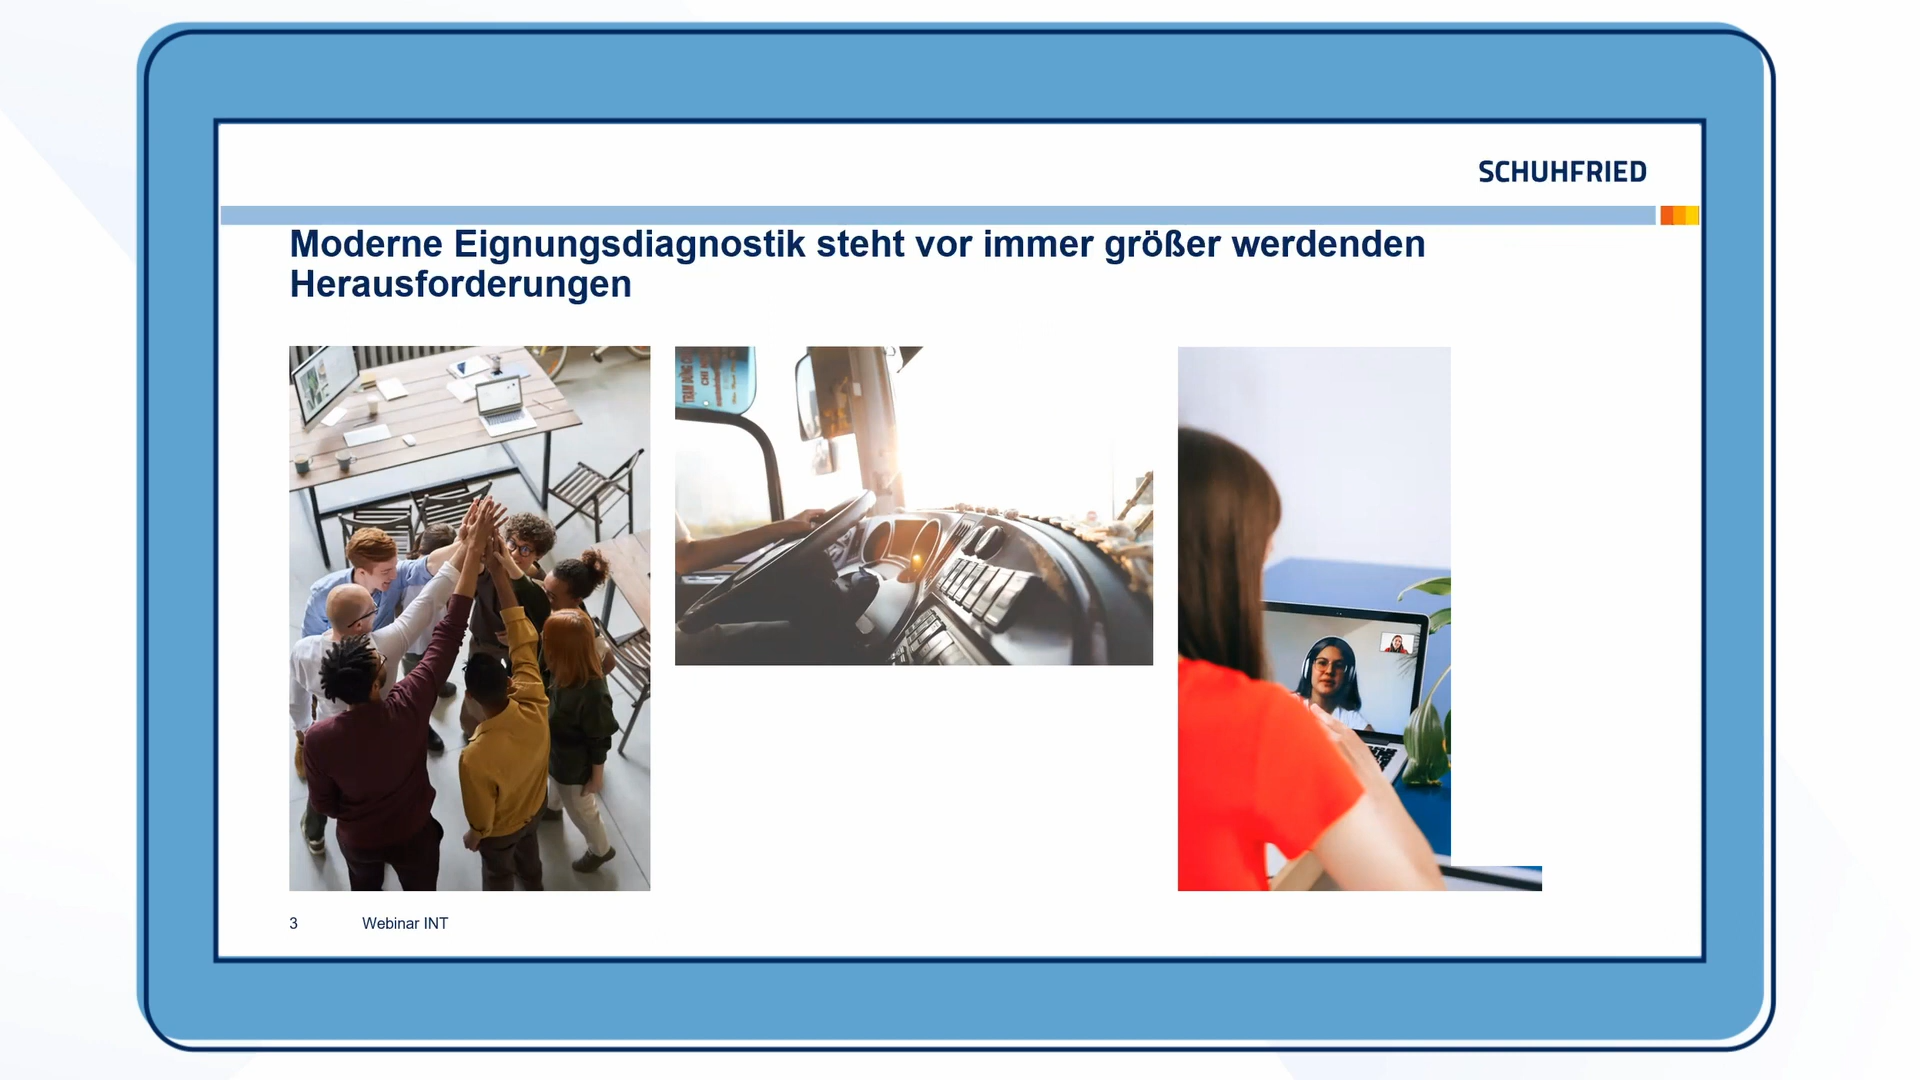 SCHUHFRIED
Moderne Eignungsdiagnostik steht vor immer größer werdenden
Herausforderungen
3 Webinar INT